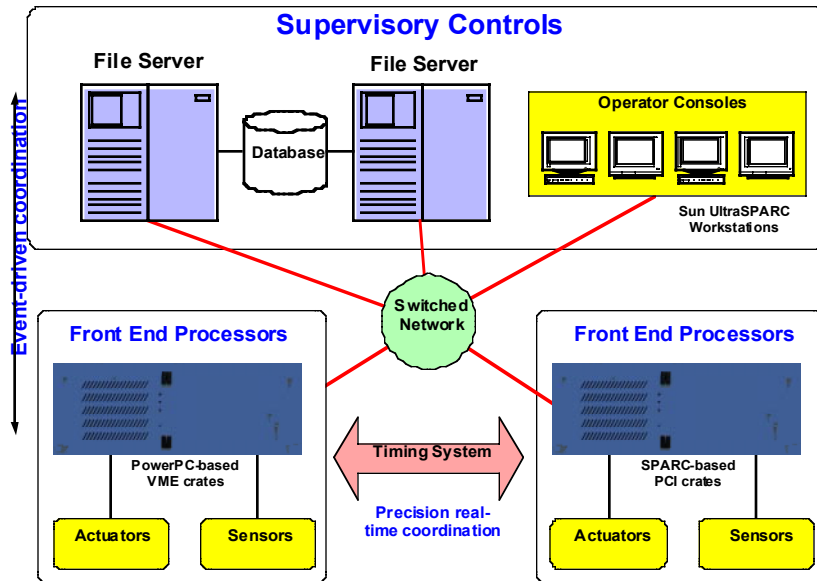 Supervisory Controls
File Server
File Server
Database
Operator Consoles
Sun UltraSPARC
Workstations
Event-driven coordination
Switched
Network
Front End Processors
PowerPC-based
VME crates
Actuators
Sensors
Timing System
Precision real-
time coordination
Front End Processors
SPARC-based
PCI crates
Actuators
Sensors